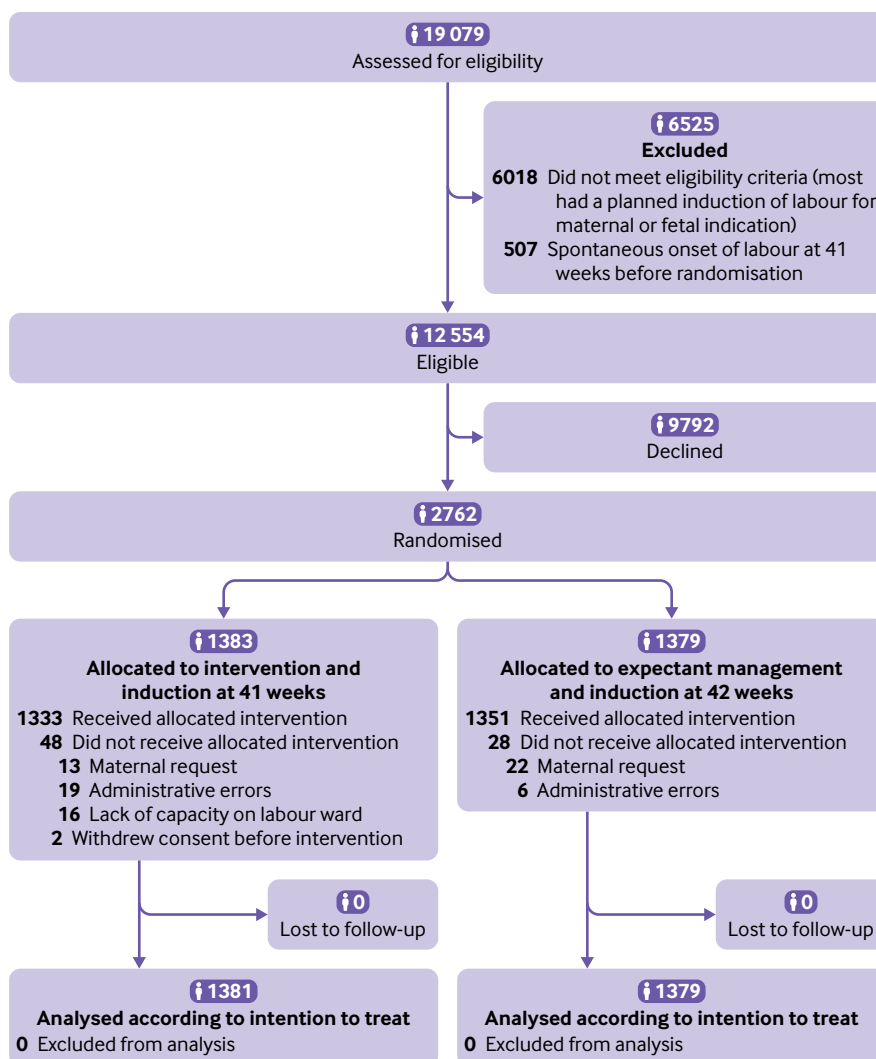 19 079
Assessed for eligibility
6525
Excluded
6018 Did not meet eligibility criteria (most
had a planned induction of labour for
maternal or fetal indication)
507 Spontaneous onset of labour at 41
weeks before randomisation
12 554
Eligible
9792
Declined
2762
Randomised
1383
Allocated to intervention and
induction at 41 weeks
1333 Received allocated intervention
48 Did not receive allocated intervention
13 Maternal request
19 Administrative errors
16 Lack of capacity on labour ward
2 Withdrew consent before intervention
1379
Allocated to expectant management
and induction at 42 weeks
1351 Received allocated intervention
28 Did not receive allocated intervention
22 Maternal request
6 Administrative errors
0
Lost to follow-up
0
Lost to follow-up
1381
Analysed according to intention to treat
0 Excluded from analysis
1379
Analysed according to intention to treat
0 Excluded from analysis